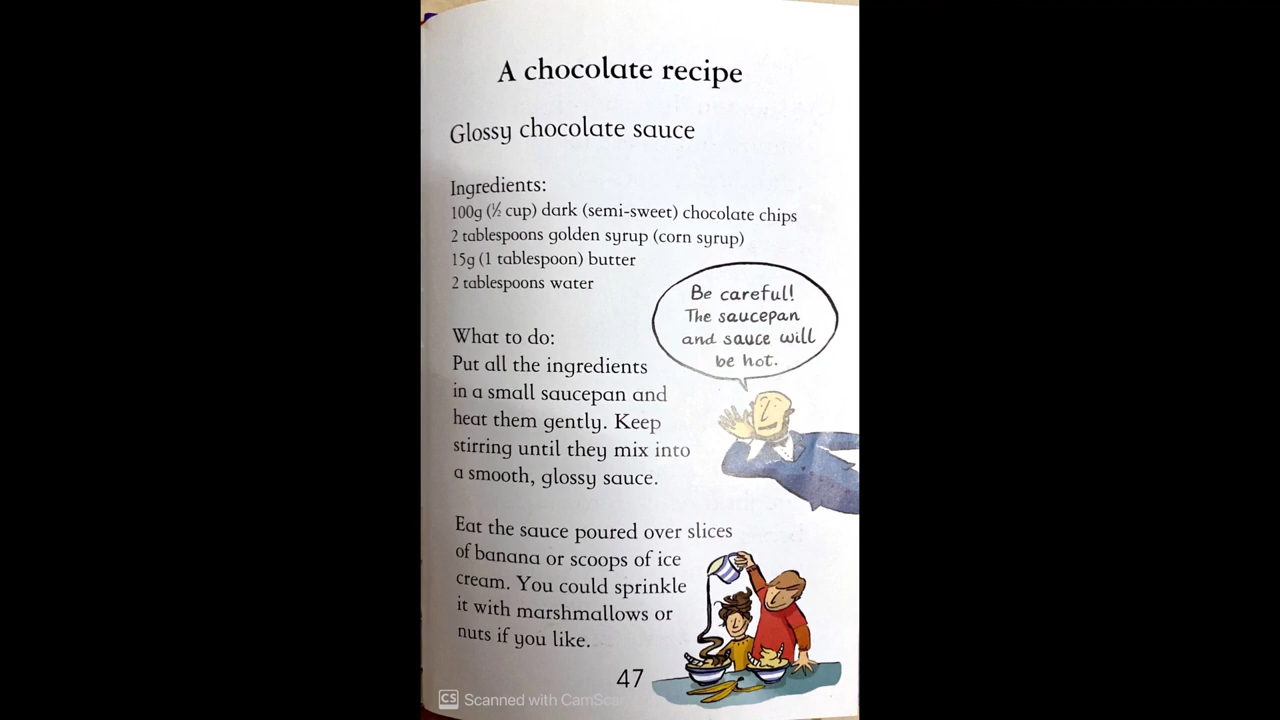 A chocolate recipe
Glossy chocolate sauce
Ingredients:
100g (½ cup) dark (semi-sweet) chocolate chips
2 tablespoons golden syrup (corn syrup)
15g (1 tablespoon) butter
2 tablespoons water
Be careful!
The saucepan
and sauce will
be hot.
What to do:
Put all the ingredients
in a small saucepan and
heat them gently. Keep
stirring until they mix into
a smooth, glossy sauce.
Eat the sauce poured over slices
of banana or scoops of ice
cream. You could sprinkle
it with marshmallows or
nuts if you like.
47
CS Scanned with